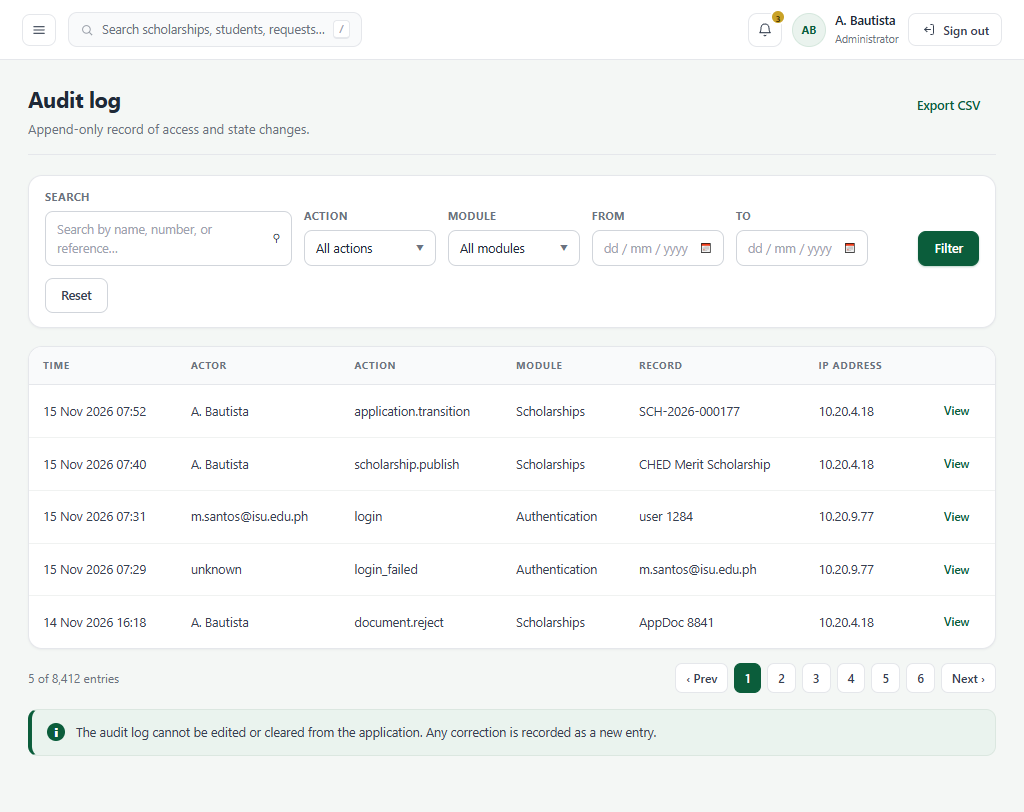 Search scholarships, students, requests... /
3
AB
A. Bautista
Administrator
Sign out
Audit log
Append-only record of access and state changes.
Export CSV
SEARCH
Search by name, number, or
reference...
ACTION
All actions
MODULE
All modules
FROM
dd / mm / yyyy
TO
dd / mm / yyyy
Filter
Reset
TIME ACTOR ACTION MODULE RECORD IP ADDRESS
15 Nov 2026 07:52 A. Bautista application.transition Scholarships SCH-2026-000177 10.20.4.18 View
15 Nov 2026 07:40 A. Bautista scholarship.publish Scholarships CHED Merit Scholarship 10.20.4.18 View
15 Nov 2026 07:31 m.santos@isu.edu.ph login Authentication user 1284 10.20.9.77 View
15 Nov 2026 07:29 unknown login_failed Authentication m.santos@isu.edu.ph 10.20.9.77 View
14 Nov 2026 16:18 A. Bautista document.reject Scholarships AppDoc 8841 10.20.4.18 View
5 of 8,412 entries
‹ Prev 1 2 3 4 5 6 Next ›
The audit log cannot be edited or cleared from the application. Any correction is recorded as a new entry.